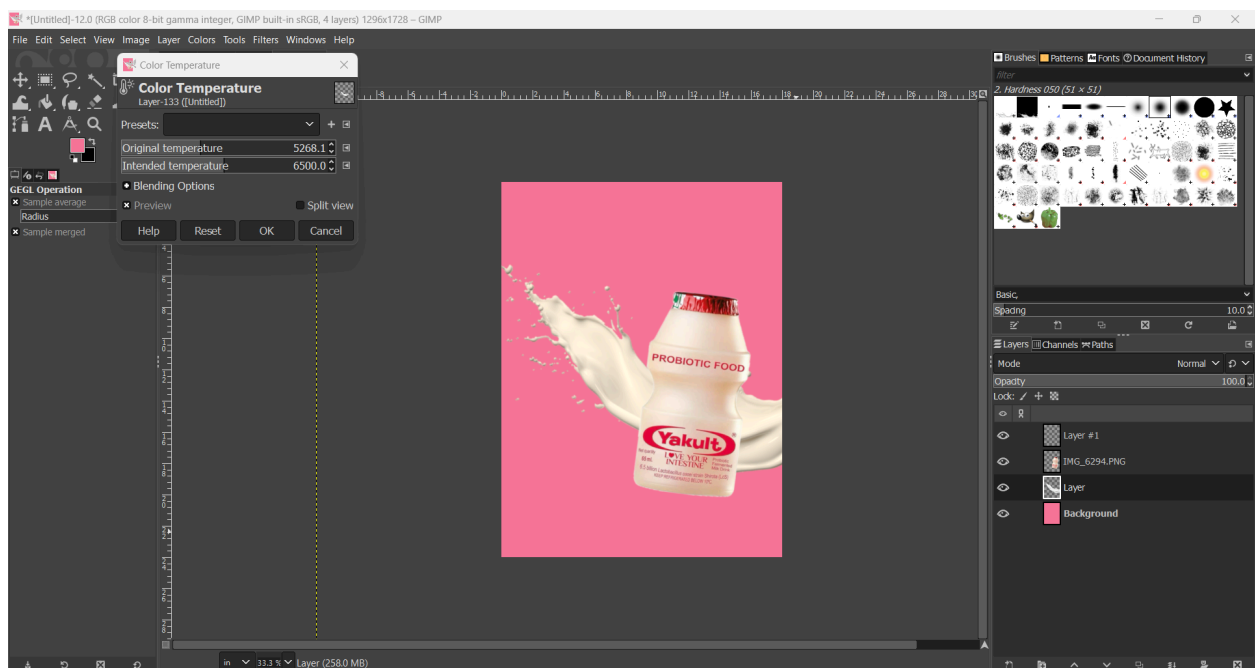 *[Untitled]-12.0 (RGB color 8-bit gamma integer, GIMP built-in sRGB, 4 layers) 1296x1728 – GIMP
File Edit Select View Image Layer Colors Tools Filters Windows Help
Color Temperature
Color Temperature
Layer-133 ([Untitled])
Presets:
Original temperature 5268.1
Intended temperature 6500.0
Blending Options
Preview Split view
Help Reset OK Cancel
GEGL Operation
Sample average
Radius
Sample merged
PROBIOTIC FOOD
Yakult
I ♥VE YOUR
INTESTINE
in 33.3 % Layer (258.0 MB)
Brushes Patterns Fonts Document History
filter
2. Hardness 050 (51 × 51)
Basic,
Spacing 10.0
Layers Channels Paths
Mode Normal
Opacity 100.0
Lock:
Layer #1
IMG_6294.PNG
Layer
Background